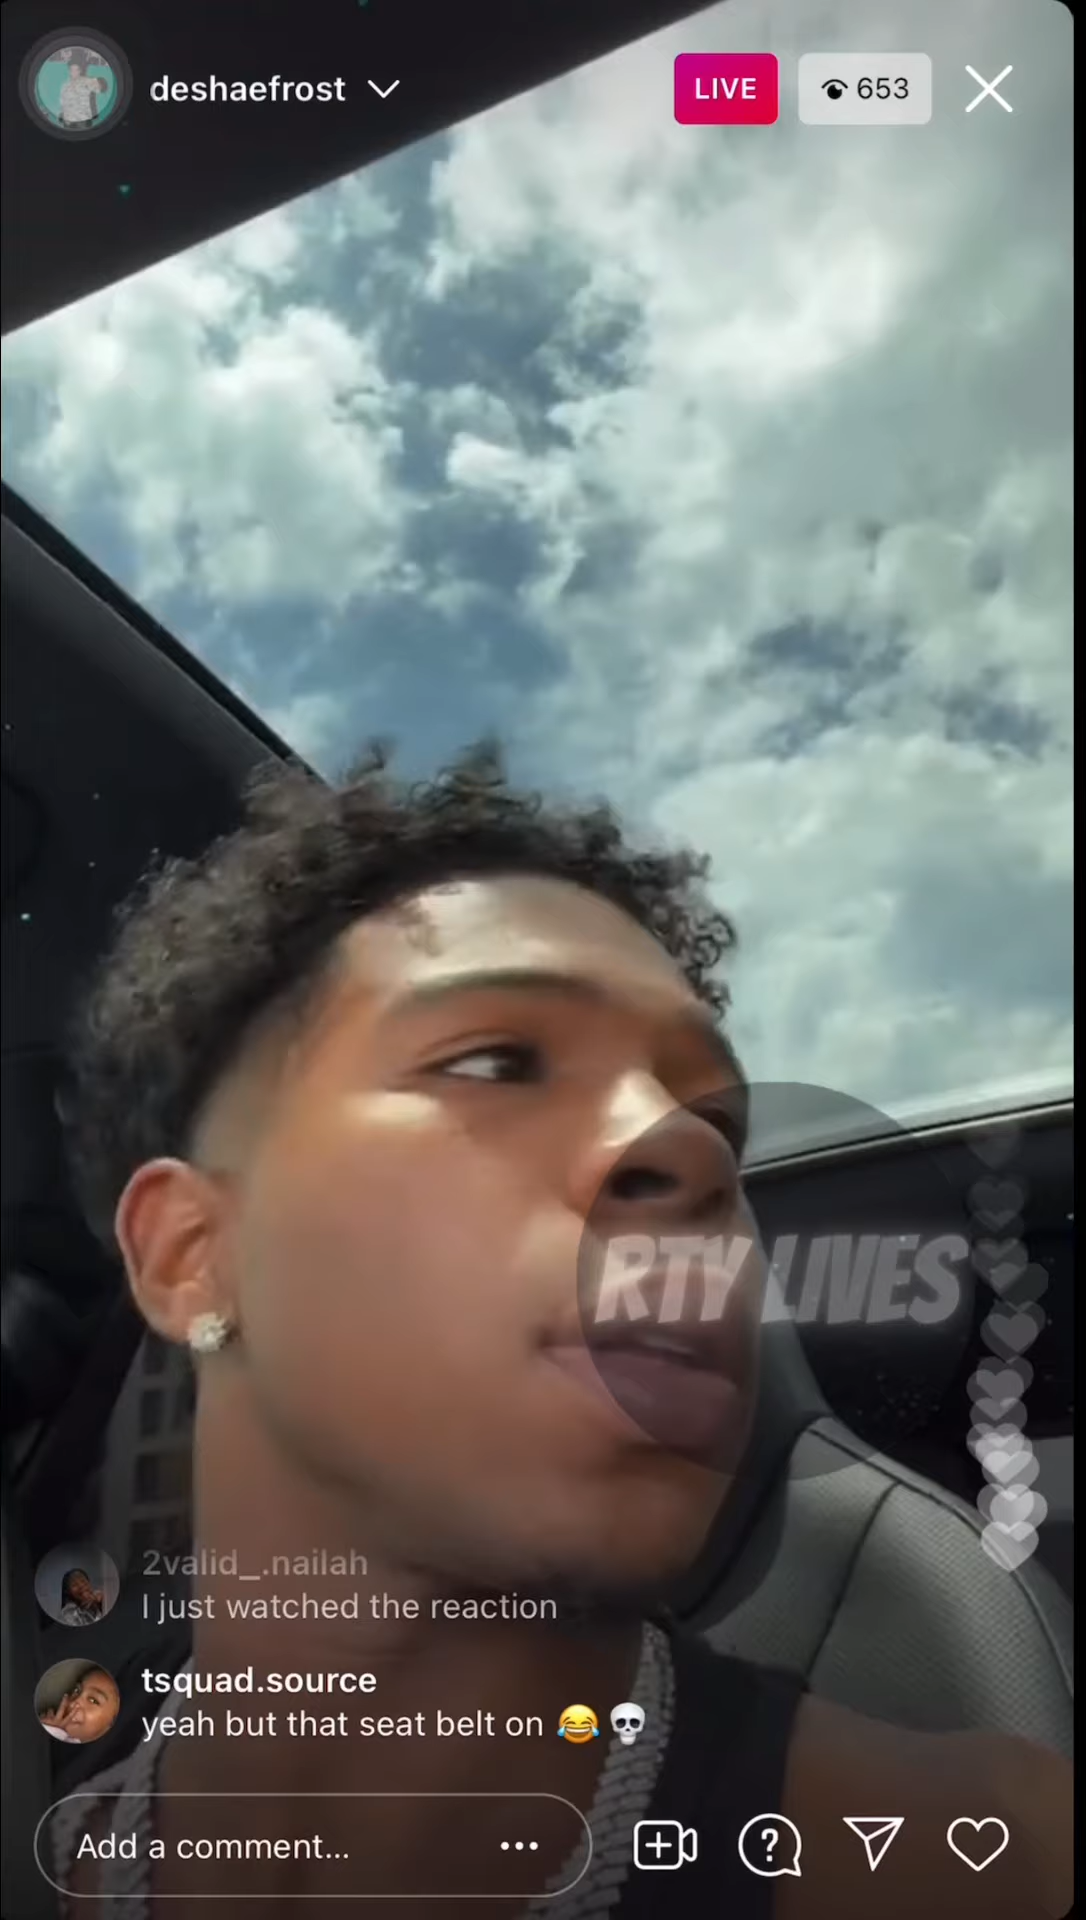 deshaefrost
LIVE
653
RTY LIVES
2valid_.nailah
I just watched the reaction
tsquad.source
yeah but that seat belt on 😂💀
Add a comment...